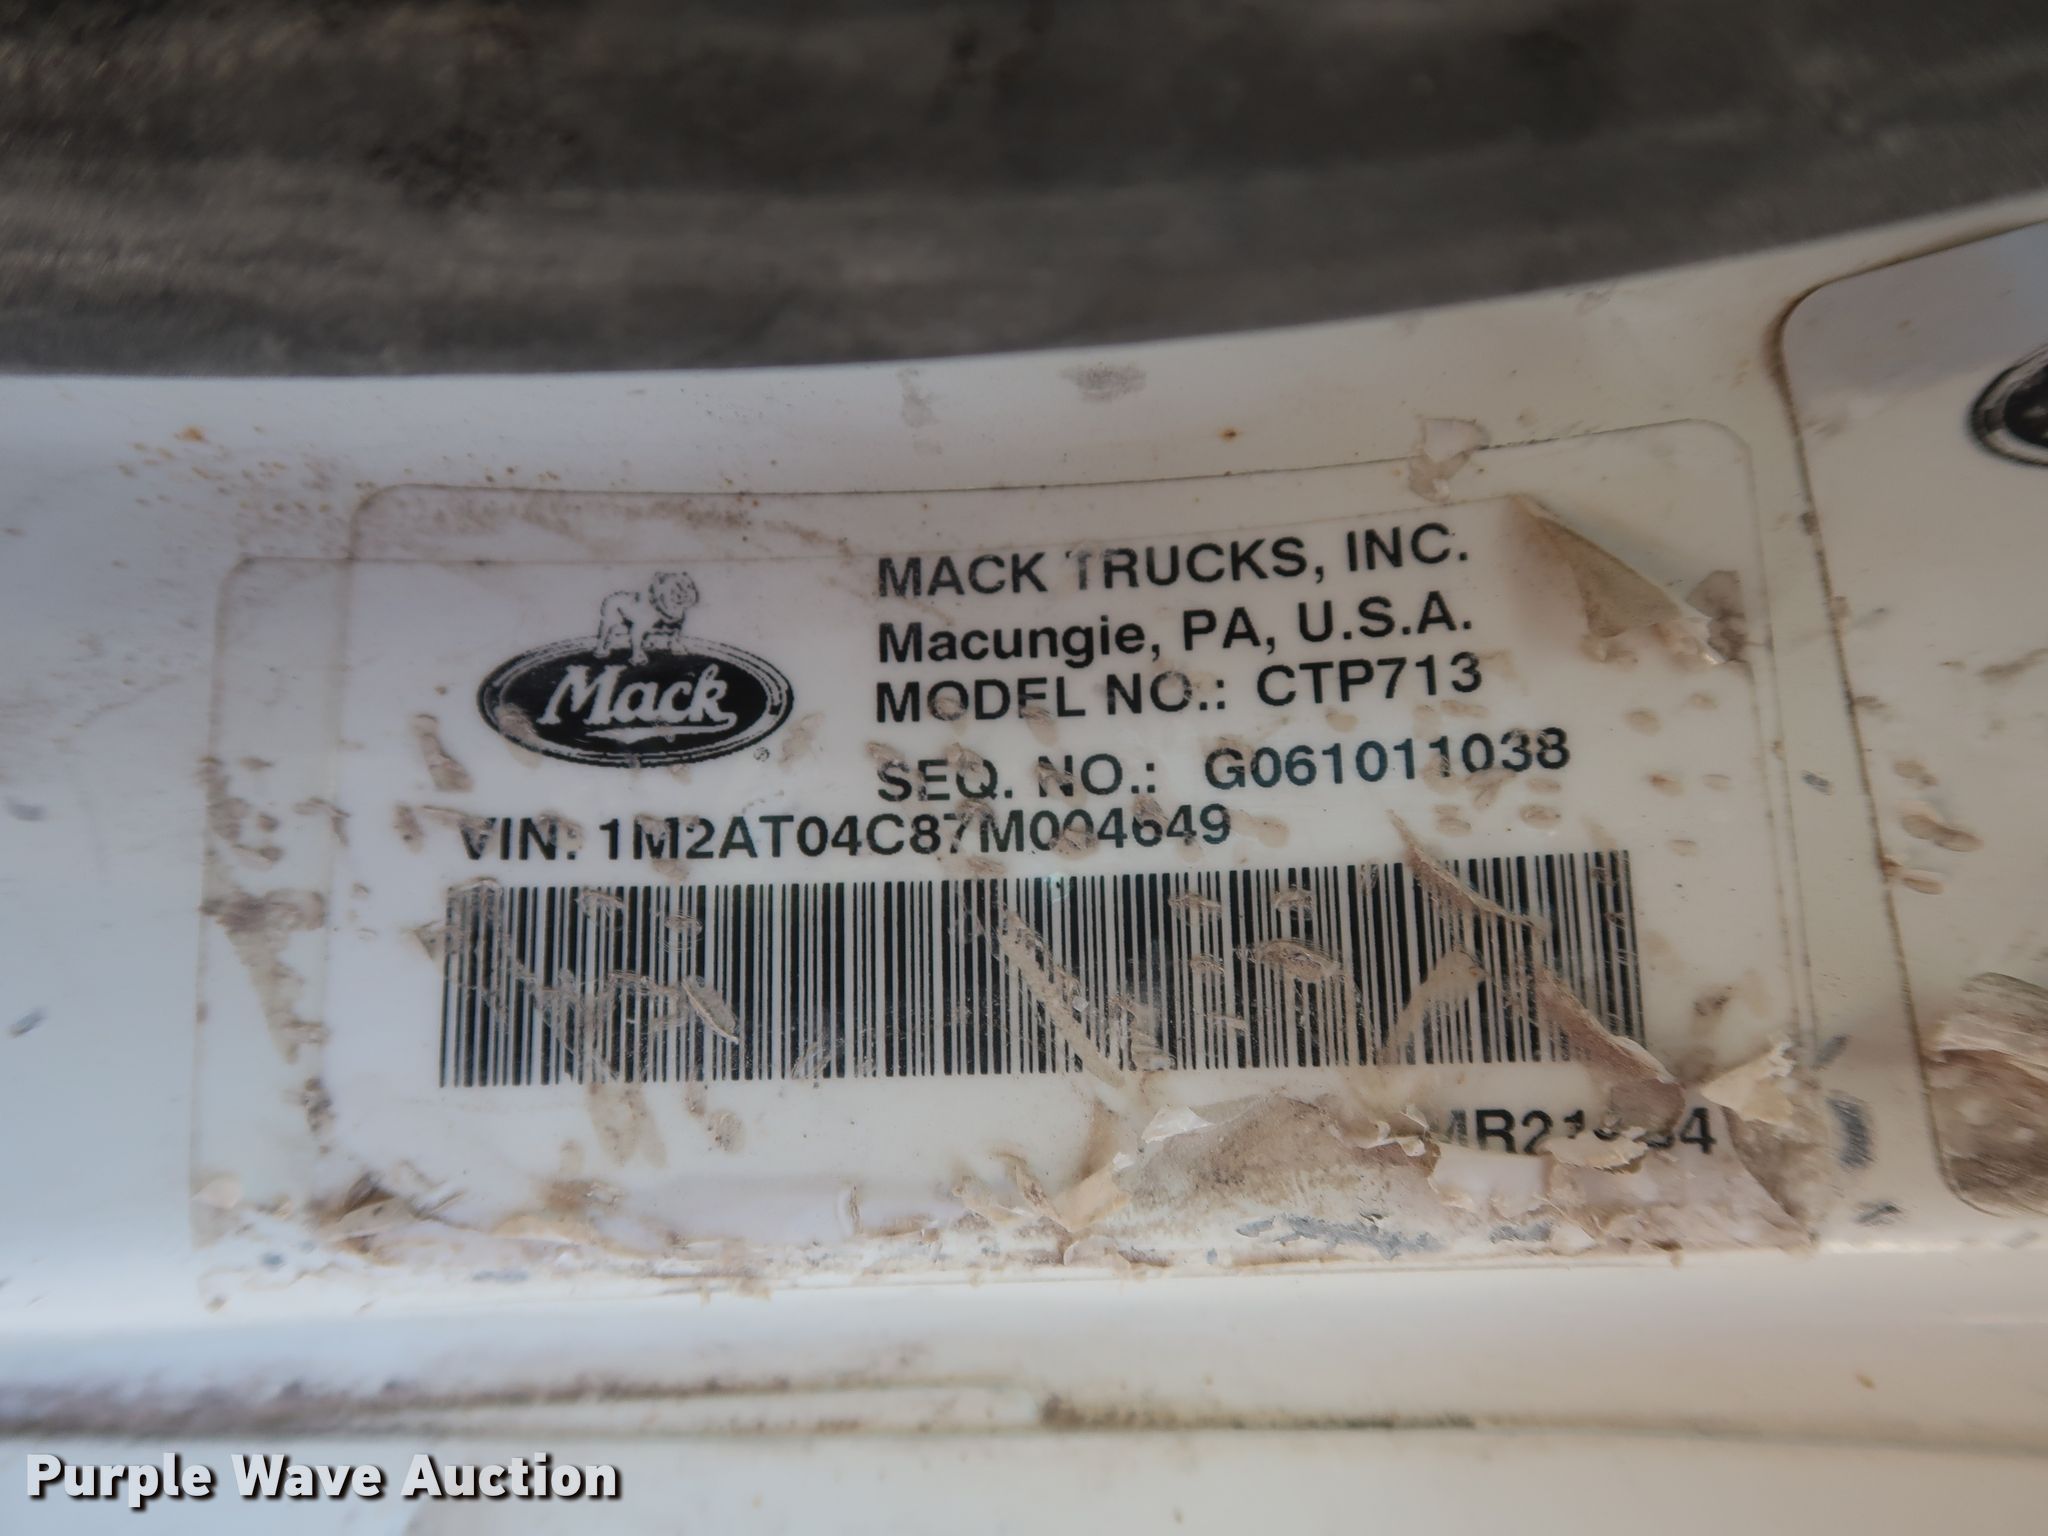 MACK TRUCKS, INC.
Macungie, PA, U.S.A.
Mack
®
MODEL NO.: CTP713
SEQ. NO.: G061011038
VIN: 1M2AT04C87M004649
Purple Wave Auction